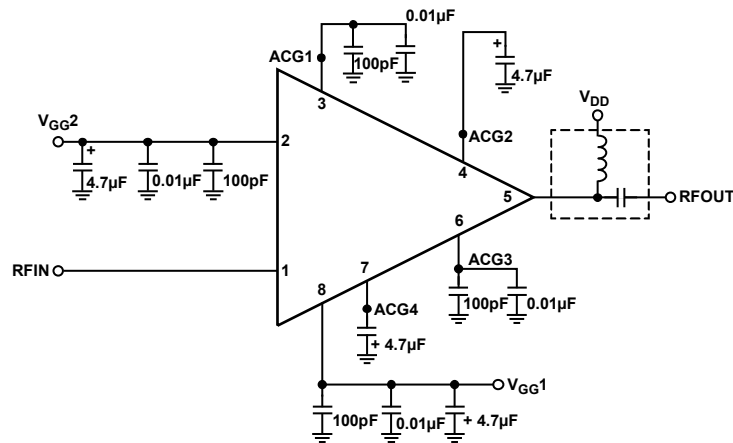 0.01µF
ACG1
100pF
3
4.7µF
ACG2
VDD
VGG2
2
4
4.7µF 0.01µF 100pF
5
RFOUT
6
RFIN
1
7
ACG3
8
ACG4
100pF 0.01µF
+ 4.7µF
VGG1
100pF 0.01µF + 4.7µF
+
+